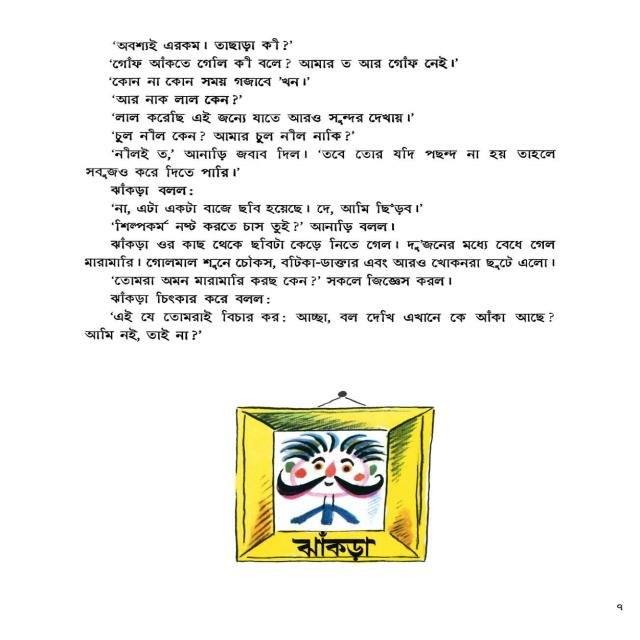 ‘অবশ্যই এরকম। তাছাড়া কী?’
‘গোঁফ আঁকতে গেলি কী বলে? আমার ত আর গোঁফ নেই।’
‘কোন না কোন সময় গজাবে ’খন।’
‘আর নাক লাল কেন?’
‘লাল করেছি এই জন্যে যাতে আরও সুন্দর দেখায়।’
‘চুল নীল কেন? আমার চুল নীল নাকি?’
‘নীলই ত,’ আনাড়ি জবাব দিল। ‘তবে তোর যদি পছন্দ না হয় তাহলে
সবুজও করে দিতে পারি।’
ঝাঁকড়া বলল:
‘না, এটা একটা বাজে ছবি হয়েছে। দে, আমি ছিঁড়ব।’
‘শিল্পকর্ম নষ্ট করতে চাস তুই?’ আনাড়ি বলল।
ঝাঁকড়া ওর কাছ থেকে ছবিটা কেড়ে নিতে গেল। দু’জনের মধ্যে বেধে গেল
মারামারি। গোলমাল শুনে চৌকস, বটিকা-ডাক্তার এবং আরও খোকনরা ছুটে এলো।
‘তোমরা অমন মারামারি করছ কেন?’ সকলে জিজ্ঞেস করল।
ঝাঁকড়া চিৎকার করে বলল:
‘এই যে তোমরাই বিচার কর: আচ্ছা, বল দেখি এখানে কে আঁকা আছে?
আমি নই, তাই না?’
ঝাঁকড়া
৭